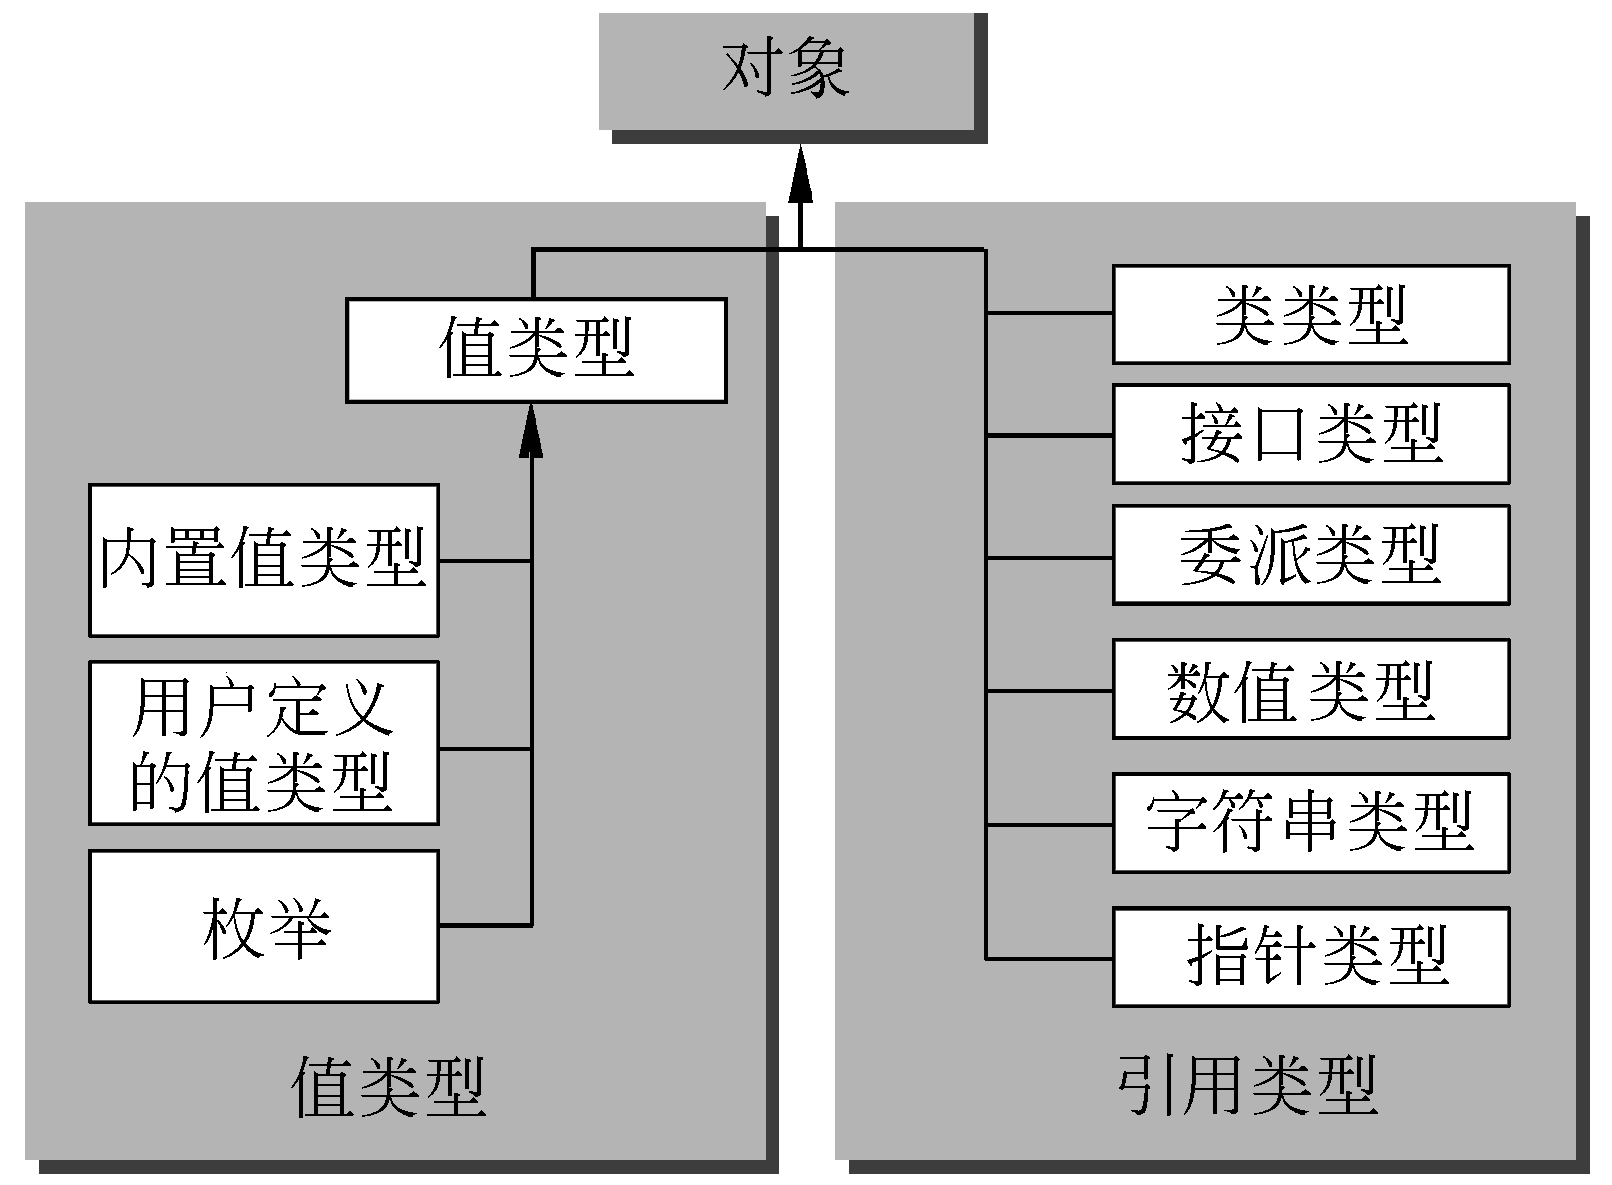 对象
值类型
内置值类型
用户定义
的值类型
枚举
值类型
类类型
接口类型
委派类型
数值类型
字符串类型
指针类型
引用类型